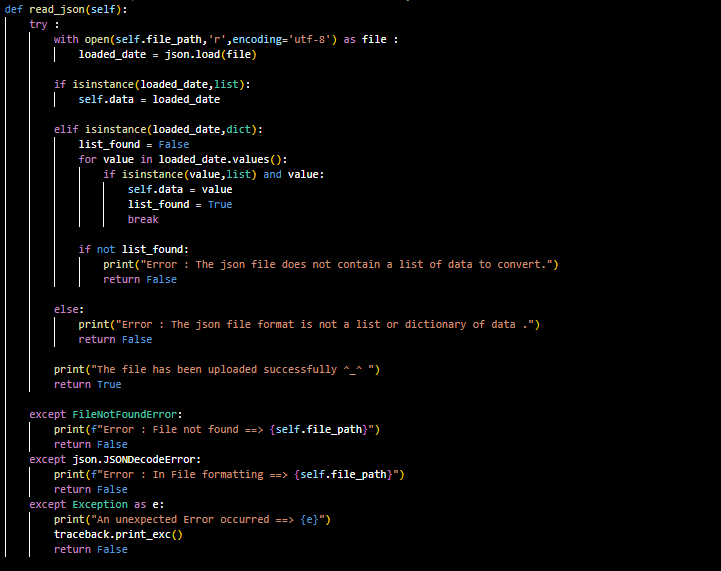 def read_json(self):
try :
with open(self.file_path,'r',encoding='utf-8') as file :
loaded_date = json.load(file)
if isinstance(loaded_date,list):
self.data = loaded_date
elif isinstance(loaded_date,dict):
list_found = False
for value in loaded_date.values():
if isinstance(value,list) and value:
self.data = value
list_found = True
break
if not list_found:
print("Error : The json file does not contain a list of data to convert.")
return False
else:
print("Error : The json file format is not a list or dictionary of data .")
return False
print("The file has been uploaded successfully ^_^ ")
return True
except FileNotFoundError:
print(f"Error : File not found ==> {self.file_path}")
return False
except json.JSONDecodeError:
print(f"Error : In File formatting ==> {self.file_path}")
return False
except Exception as e:
print("An unexpected Error occurred ==> {e}")
traceback.print_exc()
return False